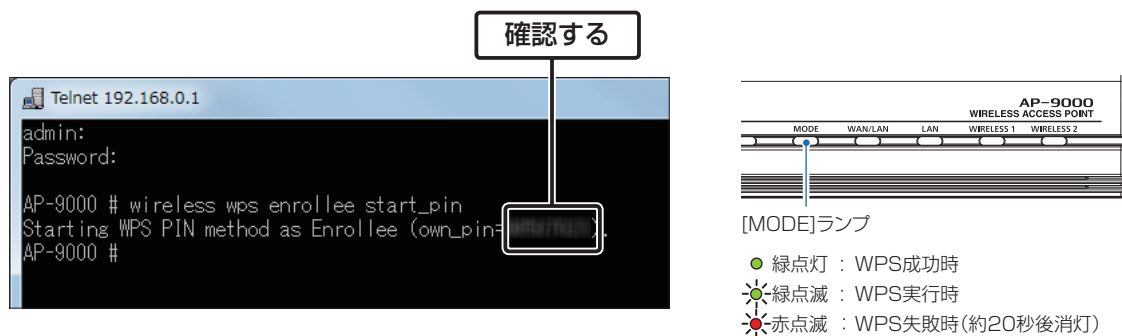 確認する
Telnet 192.168.0.1
admin:
Password:
AP-9000 # wireless wps enrollee start_pin
Starting WPS PIN method as Enrollee (own_pin= ).
AP-9000 #
AP-9000
WIRELESS ACCESS POINT
MODE WAN/LAN LAN WIRELESS 1 WIRELESS 2
[MODE]ランプ
緑点灯 : WPS成功時
緑点滅 : WPS実行時
赤点滅 : WPS失敗時(約20秒後消灯)